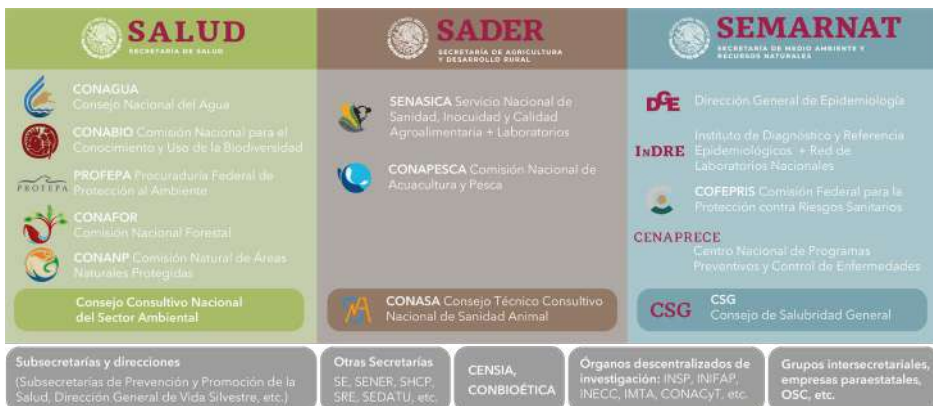 SALUD
SECRETARÍA DE SALUD
CONAGUA
Consejo Nacional del Agua
CONABIO Comisión Nacional para el
Conocimiento y Uso de la Biodiversidad
PROFEPA
PROFEPA Procuraduría Federal de
Protección al Ambiente
CONAFOR
Comisión Nacional Forestal
CONANP Comisión Natural de Áreas
Naturales Protegidas
Consejo Consultivo Nacional
del Sector Ambiental
SADER
SECRETARÍA DE AGRICULTURA
Y DESARROLLO RURAL
SENASICA Servicio Nacional de
Sanidad, Inocuidad y Calidad
Agroalimentaria + Laboratorios
CONAPESCA Comisión Nacional de
Acuacultura y Pesca
CONASA Consejo Técnico Consultivo
Nacional de Sanidad Animal
SEMARNAT
SECRETARÍA DE MEDIO AMBIENTE Y
RECURSOS NATURALES
DGE
Dirección General de Epidemiología
InDRE
Instituto de Diagnóstico y Referencia
Epidemiológicos + Red de
Laboratorios Nacionales
COFEPRIS Comisión Federal para la
Protección contra Riesgos Sanitarios
CENAPRECE
Centro Nacional de Programas
Preventivos y Control de Enfermedades
CSG
CSG
Consejo de Salubridad General
Subsecretarías y direcciones
(Subsecretarías de Prevención y Promoción de la
Salud, Dirección General de Vida Silvestre, etc.)
Otras Secretarías
SE, SENER, SHCP,
SRE, SEDATU, etc.
CENSIA,
CONBIOÉTICA
Órganos descentralizados de
investigación: INSP, INIFAP,
INECC, IMTA, CONACyT, etc.
Grupos intersecretariales,
empresas paraestatales,
OSC, etc.